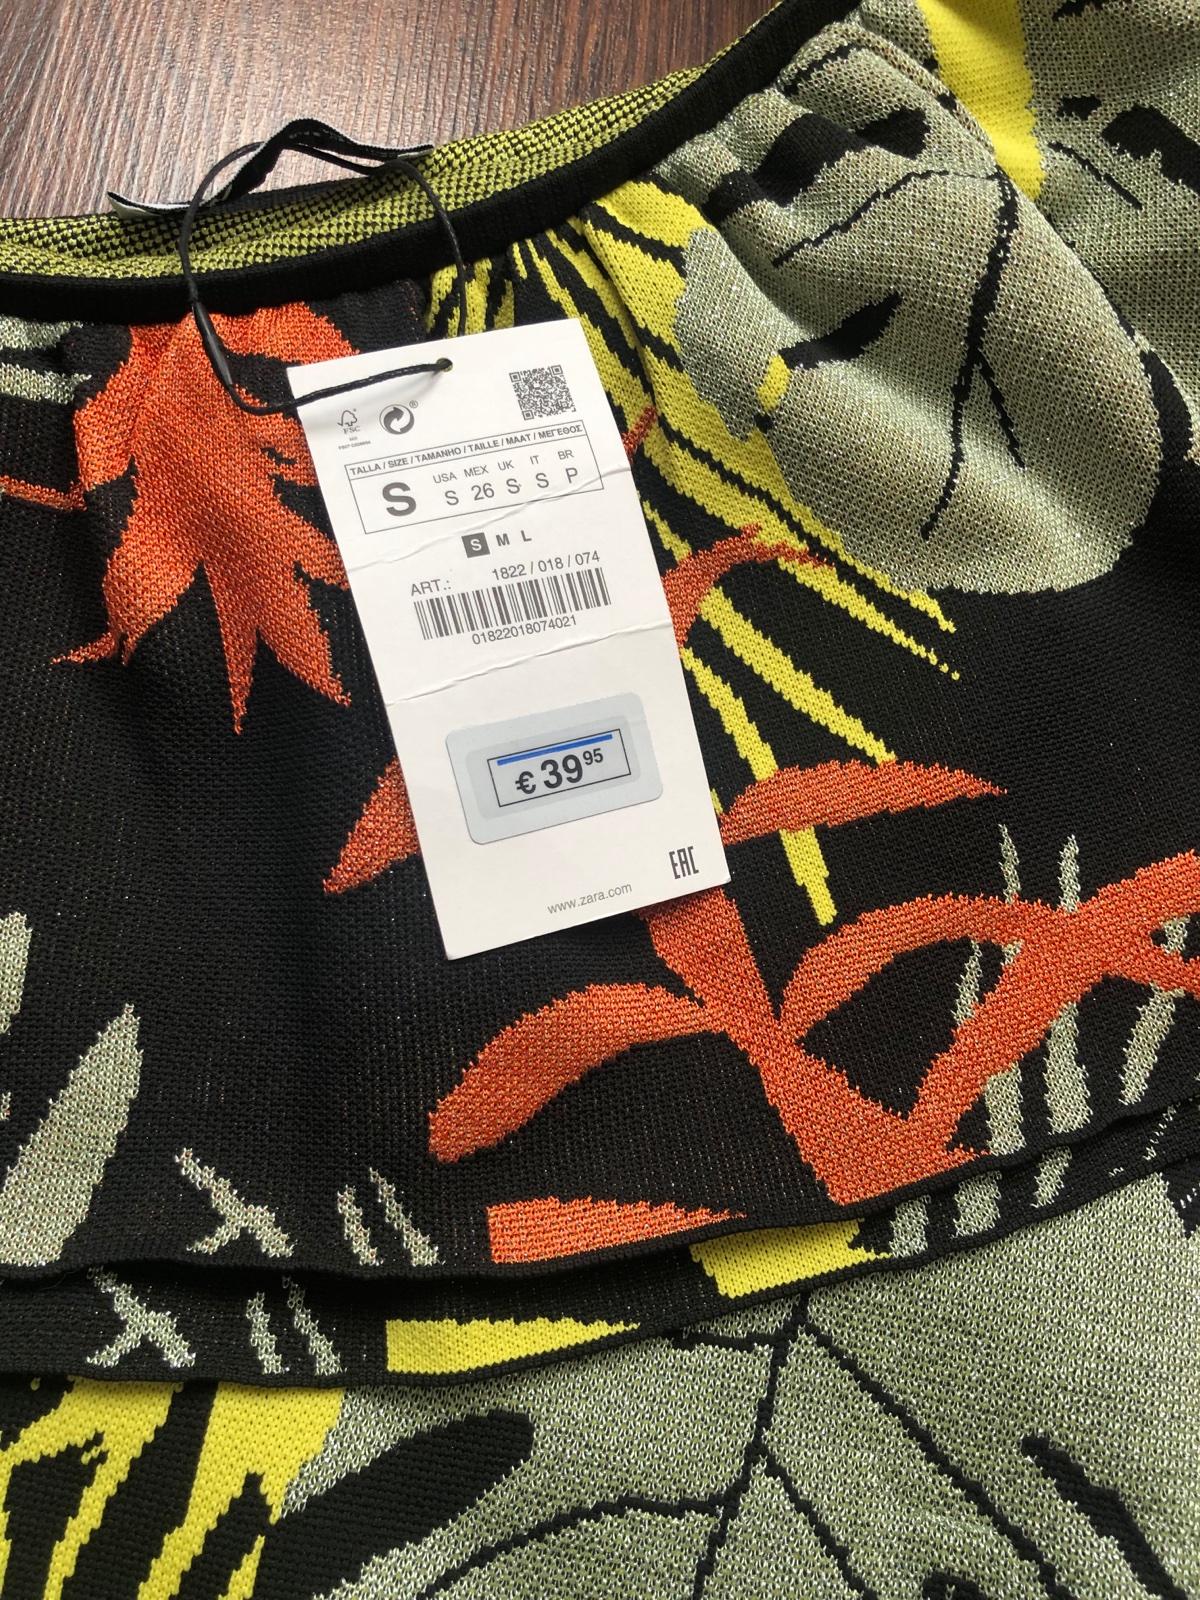 FSC
®
TALLA / SIZE / TAMANHO / TAILLE / MAAT / ΜΕΓΕΘΟΣ
S
USA MEX UK IT BR
S 26 S S P
S M L
ART.: 1822 / 018 / 074
01822018074021
€ 39 95
EAC
www.zara.com